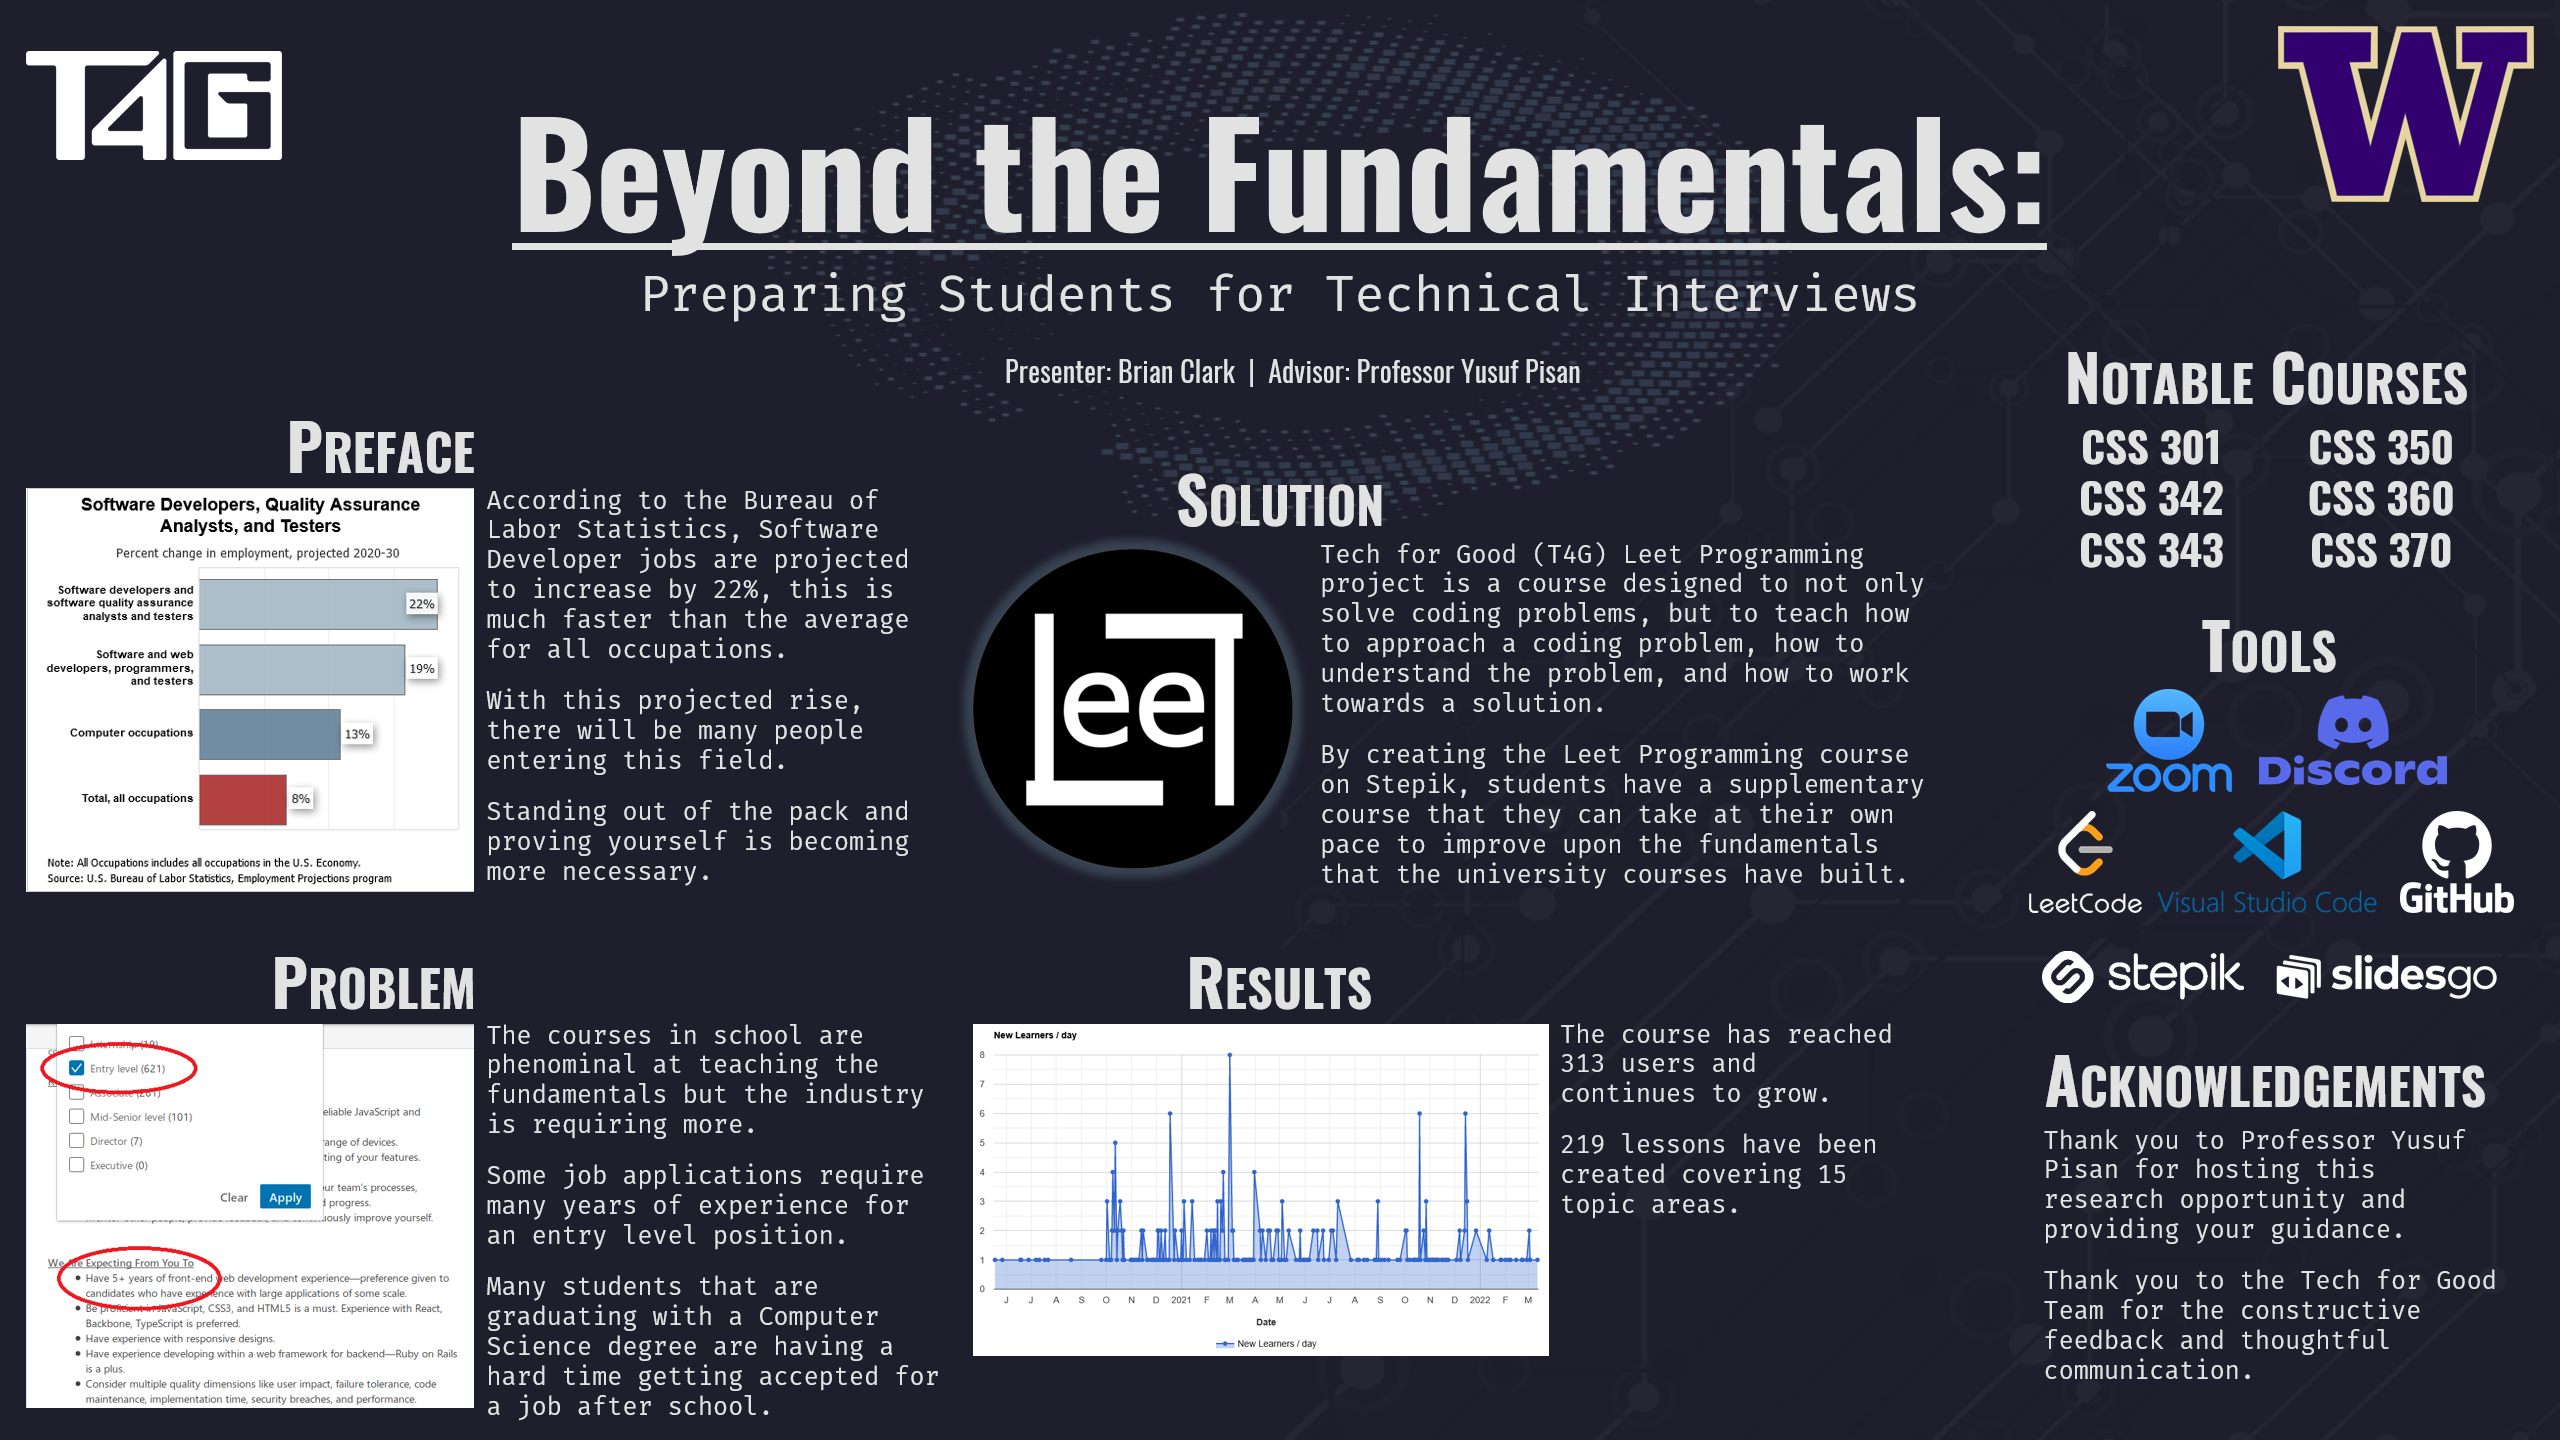 T4G
W
Beyond the Fundamentals:
Preparing Students for Technical Interviews
Presenter: Brian Clark | Advisor: Professor Yusuf Pisan
PREFACE
Software Developers, Quality Assurance
Analysts, and Testers
Percent change in employment, projected 2020-30
Software developers and
software quality assurance
analysts and testers
22%
Software and web
developers, programmers,
and testers
19%
Computer occupations
13%
Total, all occupations
8%
Note: All Occupations includes all occupations in the U.S. Economy.
Source: U.S. Bureau of Labor Statistics, Employment Projections program
According to the Bureau of
Labor Statistics, Software
Developer jobs are projected
to increase by 22%, this is
much faster than the average
for all occupations.
With this projected rise,
there will be many people
entering this field.
Standing out of the pack and
proving yourself is becoming
more necessary.
PROBLEM
Internship (19)
Entry level (621)
Associate (261)
Mid-Senior level (101)
Director (7)
Executive (0)
Clear Apply
eliable JavaScript and
ange of devices.
ting of your features.
ur team's processes,
d progress.
uously improve yourself.
We Are Expecting From You To
Have 5+ years of front-end web development experience—preference given to
candidates who have experience with large applications of some scale.
Be proficient in JavaScript, CSS3, and HTML5 is a must. Experience with React,
Backbone, TypeScript is preferred.
Have experience with responsive designs.
Have experience developing within a web framework for backend—Ruby on Rails
is a plus.
Consider multiple quality dimensions like user impact, failure tolerance, code
maintenance, implementation time, security breaches, and performance.
The courses in school are
phenominal at teaching the
fundamentals but the industry
is requiring more.
Some job applications require
many years of experience for
an entry level position.
Many students that are
graduating with a Computer
Science degree are having a
hard time getting accepted for
a job after school.
SOLUTION
Leet
Tech for Good (T4G) Leet Programming
project is a course designed to not only
solve coding problems, but to teach how
to approach a coding problem, how to
understand the problem, and how to work
towards a solution.
By creating the Leet Programming course
on Stepik, students have a supplementary
course that they can take at their own
pace to improve upon the fundamentals
that the university courses have built.
RESULTS
New Learners / day
8
7
6
5
4
3
2
1
0
J J A S O N D 2021 F M A M J J A S O N D 2022 F M
Date
New Learners / day
The course has reached
313 users and
continues to grow.
219 lessons have been
created covering 15
topic areas.
NOTABLE COURSES
CSS 301 CSS 350
CSS 342 CSS 360
CSS 343 CSS 370
TOOLS
zoom Discord
LeetCode Visual Studio Code GitHub
stepik slidesgo
ACKNOWLEDGEMENTS
Thank you to Professor Yusuf
Pisan for hosting this
research opportunity and
providing your guidance.
Thank you to the Tech for Good
Team for the constructive
feedback and thoughtful
communication.